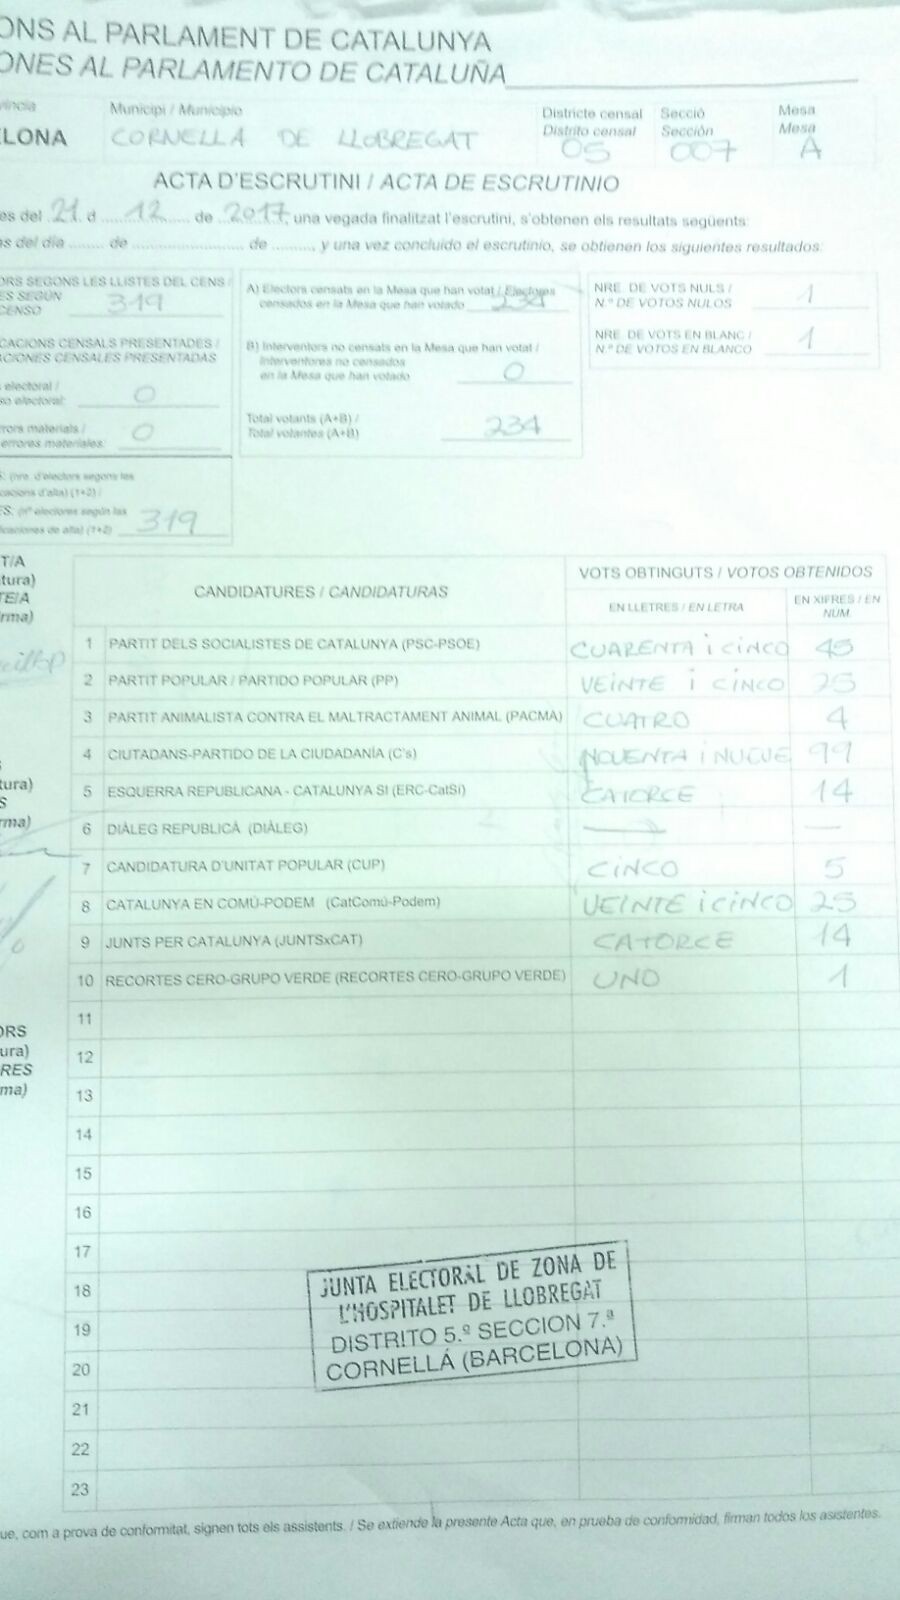 ONS AL PARLAMENT DE CATALUNYA
ONES AL PARLAMENTO DE CATALUÑA
víncia Municipi / Municipio Districte censal Secció Mesa
Distrito censal Sección Mesa
LONA CORNELLA DE LLOBREGAT 05 007 A
ACTA D'ESCRUTINI / ACTA DE ESCRUTINIO
es del 21 d 12 de 2017, una vegada finalitzat l'escrutini, s'obtenen els resultats següents:
as del día ........ de ........................ de ........, y una vez concluido el escrutinio, se obtienen los siguientes resultados:
ORS SEGONS LES LLISTES DEL CENS /
ES SEGÚN
CENSO 319
CACIONS CENSALS PRESENTADES /
ACIONES CENSALES PRESENTADAS
electoral /
so electoral: 0
rrors materials /
errores materiales: 0
S: (nre. d'electors segons les
cacions d'alta) (1+2) /
ES: (nº electores según las
icaciones de alta) (1+2) 319
A) Electors censats en la Mesa que han votat / Electores
censados en la Mesa que han votado 234
B) Interventors no censats en la Mesa que han votat /
Interventores no censados
en la Mesa que han votado 0
Total votants (A+B) /
Total votantes (A+B) 234
NRE. DE VOTS NULS /
N.º DE VOTOS NULOS 1
NRE. DE VOTS EN BLANC /
N.º DE VOTOS EN BLANCO 1
T/A
tura)
TE/A
rma)
tura)
S
rma)
ORS
ura)
RES
ma)
CANDIDATURES / CANDIDATURAS VOTS OBTINGUTS / VOTOS OBTENIDOS
EN LLETRES / EN LETRA EN XIFRES / EN NUM.
1 PARTIT DELS SOCIALISTES DE CATALUNYA (PSC-PSOE) CUARENTA i CINCO 45
2 PARTIT POPULAR / PARTIDO POPULAR (PP) VEINTE i CINCO 25
3 PARTIT ANIMALISTA CONTRA EL MALTRACTAMENT ANIMAL (PACMA) CUATRO 4
4 CIUTADANS-PARTIDO DE LA CIUDADANÍA (C's) NOVENTA i NUEVE 99
5 ESQUERRA REPUBLICANA - CATALUNYA SI (ERC-CatSí) CATORCE 14
6 DIÀLEG REPUBLICÀ (DIÀLEG) — —
7 CANDIDATURA D'UNITAT POPULAR (CUP) CINCO 5
8 CATALUNYA EN COMÚ-PODEM (CatComú-Podem) VEINTE i CINCO 25
9 JUNTS PER CATALUNYA (JUNTSxCAT) CATORCE 14
10 RECORTES CERO-GRUPO VERDE (RECORTES CERO-GRUPO VERDE) UNO 1
11
12
13
14
15
16
17
18
19
20
21
22
23
JUNTA ELECTORAL DE ZONA DE
L'HOSPITALET DE LLOBREGAT
DISTRITO 5.º SECCION 7.ª
CORNELLÁ (BARCELONA)
ue, com a prova de conformitat, signen tots els assistents. / Se extiende la presente Acta que, en prueba de conformidad, firman todos los asistentes.